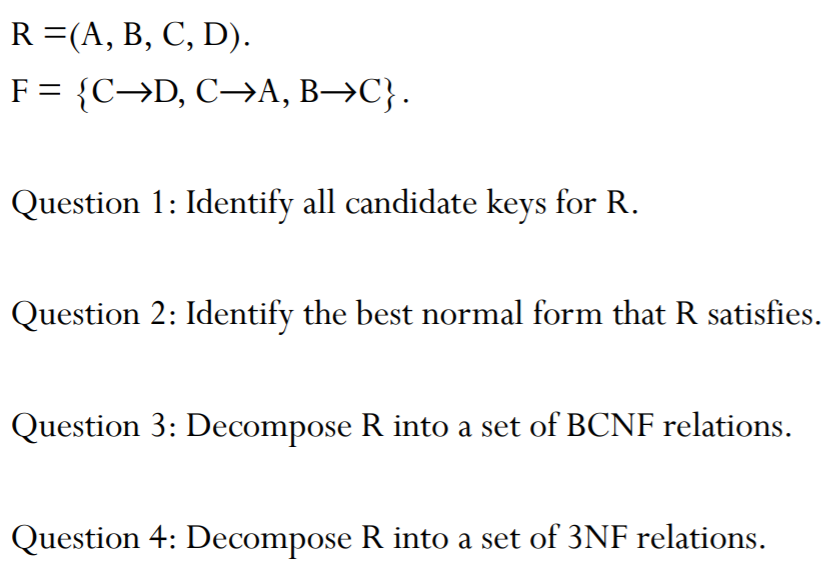 R =(A, B, C, D).
F = {C→D, C→A, B→C}.
Question 1: Identify all candidate keys for R.
Question 2: Identify the best normal form that R satisfies.
Question 3: Decompose R into a set of BCNF relations.
Question 4: Decompose R into a set of 3NF relations.